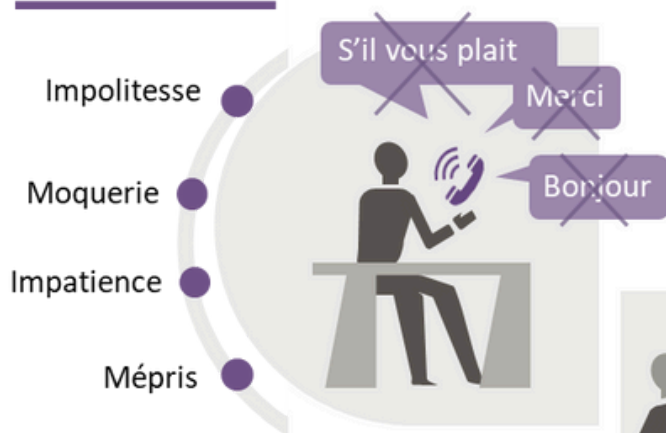 S'il vous plait
Merci
Bonjour
Impolitesse
Moquerie
Impatience
Mépris